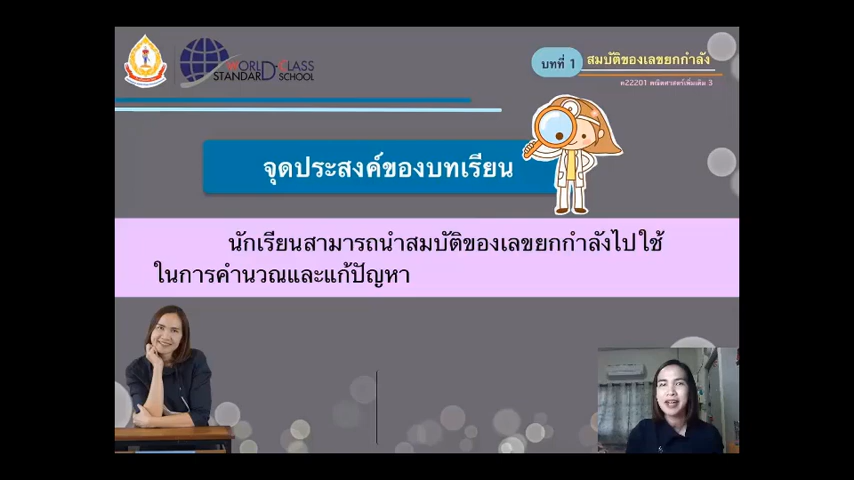 WORLD-CLASS
STANDARD SCHOOL
บทที่ 1
สมบัติของเลขยกกำลัง
ค22201 คณิตศาสตร์เพิ่มเติม 3
จุดประสงค์ของบทเรียน
นักเรียนสามารถนำสมบัติของเลขยกกำลังไปใช้
ในการคำนวณและแก้ปัญหา